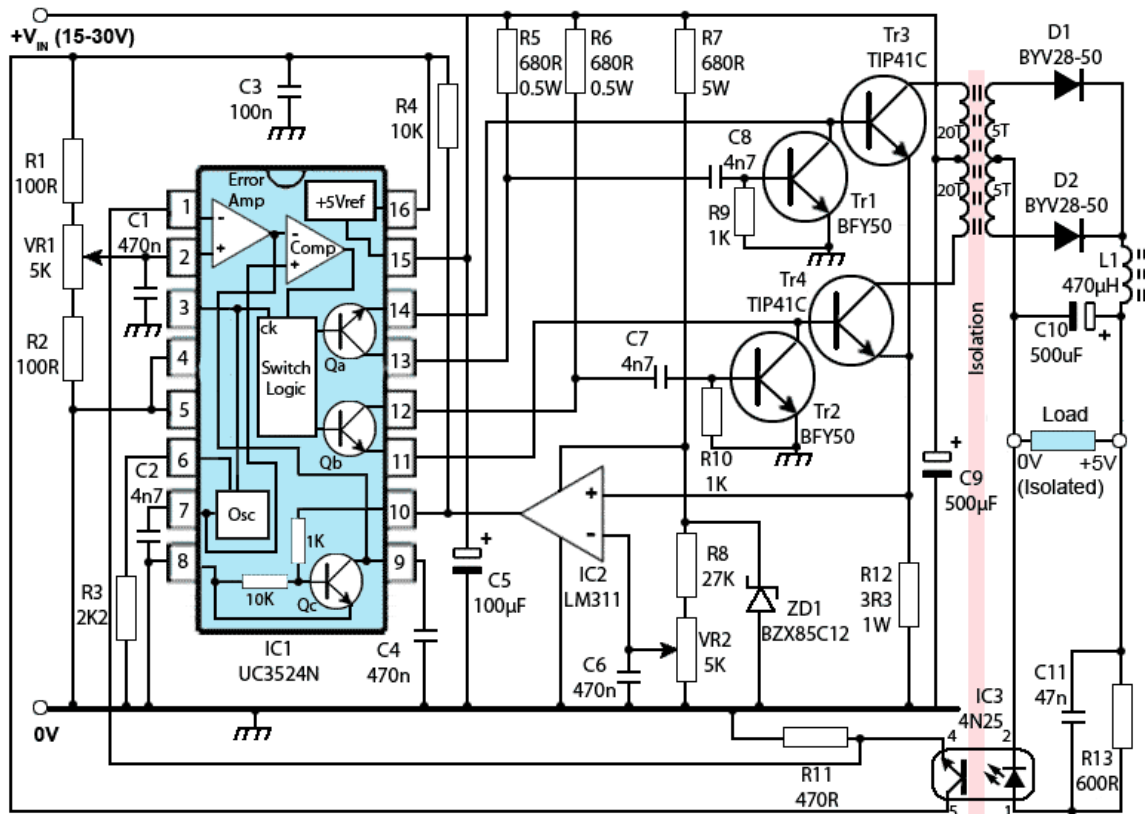 +VIN (15-30V)
C3
100n
R4
10K
R5
680R
0.5W
R6
680R
0.5W
R7
680R
5W
Tr3
TIP41C
D1
BYV28-50
R1
100R
VR1
5K
R2
100R
C1
470n
Error
Amp
+5Vref
Comp
1
2
3
4
5
6
7
8
16
15
14
13
12
11
10
9
ck
Switch
Logic
Qa
Qb
Osc
1K
10K
Qc
C8
4n7
R9
1K
Tr1
BFY50
20T
20T
5T
5T
D2
BYV28-50
L1
470µH
Tr4
TIP41C
C7
4n7
R10
1K
Tr2
BFY50
Isolation
C10
500uF
+
Load
0V
+5V
(Isolated)
+
C9
500µF
C2
4n7
R3
2K2
IC1
UC3524N
C4
470n
+
C5
100µF
+
-
IC2
LM311
C6
470n
R8
27K
VR2
5K
ZD1
BZX85C12
R12
3R3
1W
0V
R11
470R
IC3
4N25
4
2
5
1
C11
47n
R13
600R